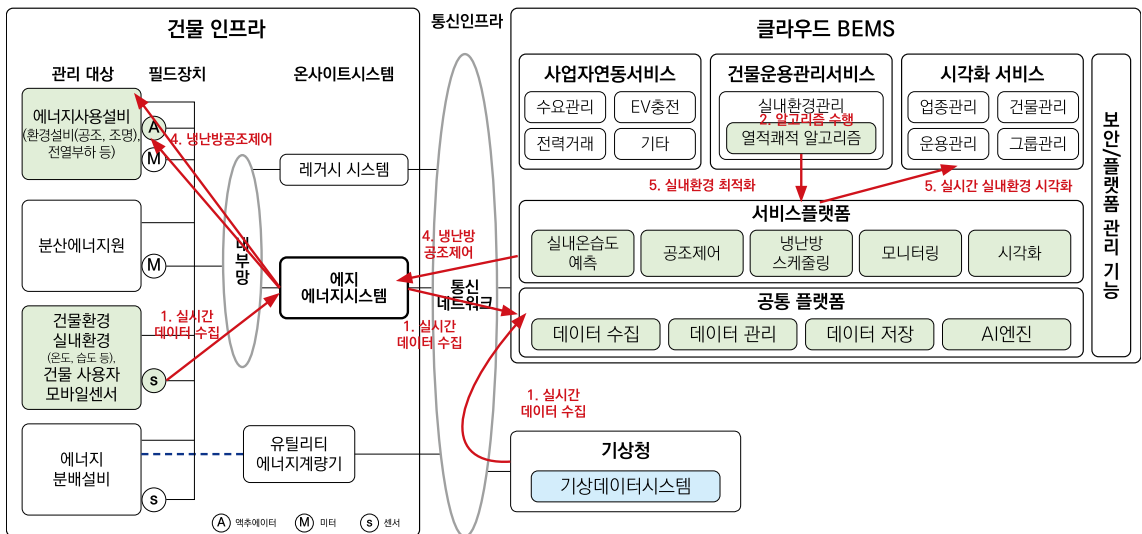 건물 인프라
관리 대상
필드장치
온사이트시스템
에너지사용설비
(환경설비(공조, 조명),
전열부하 등)
A
M
4. 냉난방공조제어
레거시 시스템
분산에너지원
M
내부망
에지
에너지시스템
건물환경
실내환경
(온도, 습도 등),
건물 사용자
모바일센서
s
1. 실시간
데이터 수집
에너지
분배설비
s
유틸리티
에너지계량기
A 액추에이터
M 미터
s 센서
통신인프라
통신
네트워크
4. 냉난방
공조제어
1. 실시간
데이터 수집
클라우드 BEMS
사업자연동서비스
수요관리
EV충전
전력거래
기타
건물운용관리서비스
실내환경관리
2. 알고리즘 수행
열적쾌적 알고리즘
시각화 서비스
업종관리
건물관리
운용관리
그룹관리
5. 실내환경 최적화
5. 실시간 실내환경 시각화
서비스플랫폼
실내온습도
예측
공조제어
냉난방
스케줄링
모니터링
시각화
공통 플랫폼
데이터 수집
데이터 관리
데이터 저장
AI엔진
보안/플랫폼 관리 기능
1. 실시간
데이터 수집
기상청
기상데이터시스템